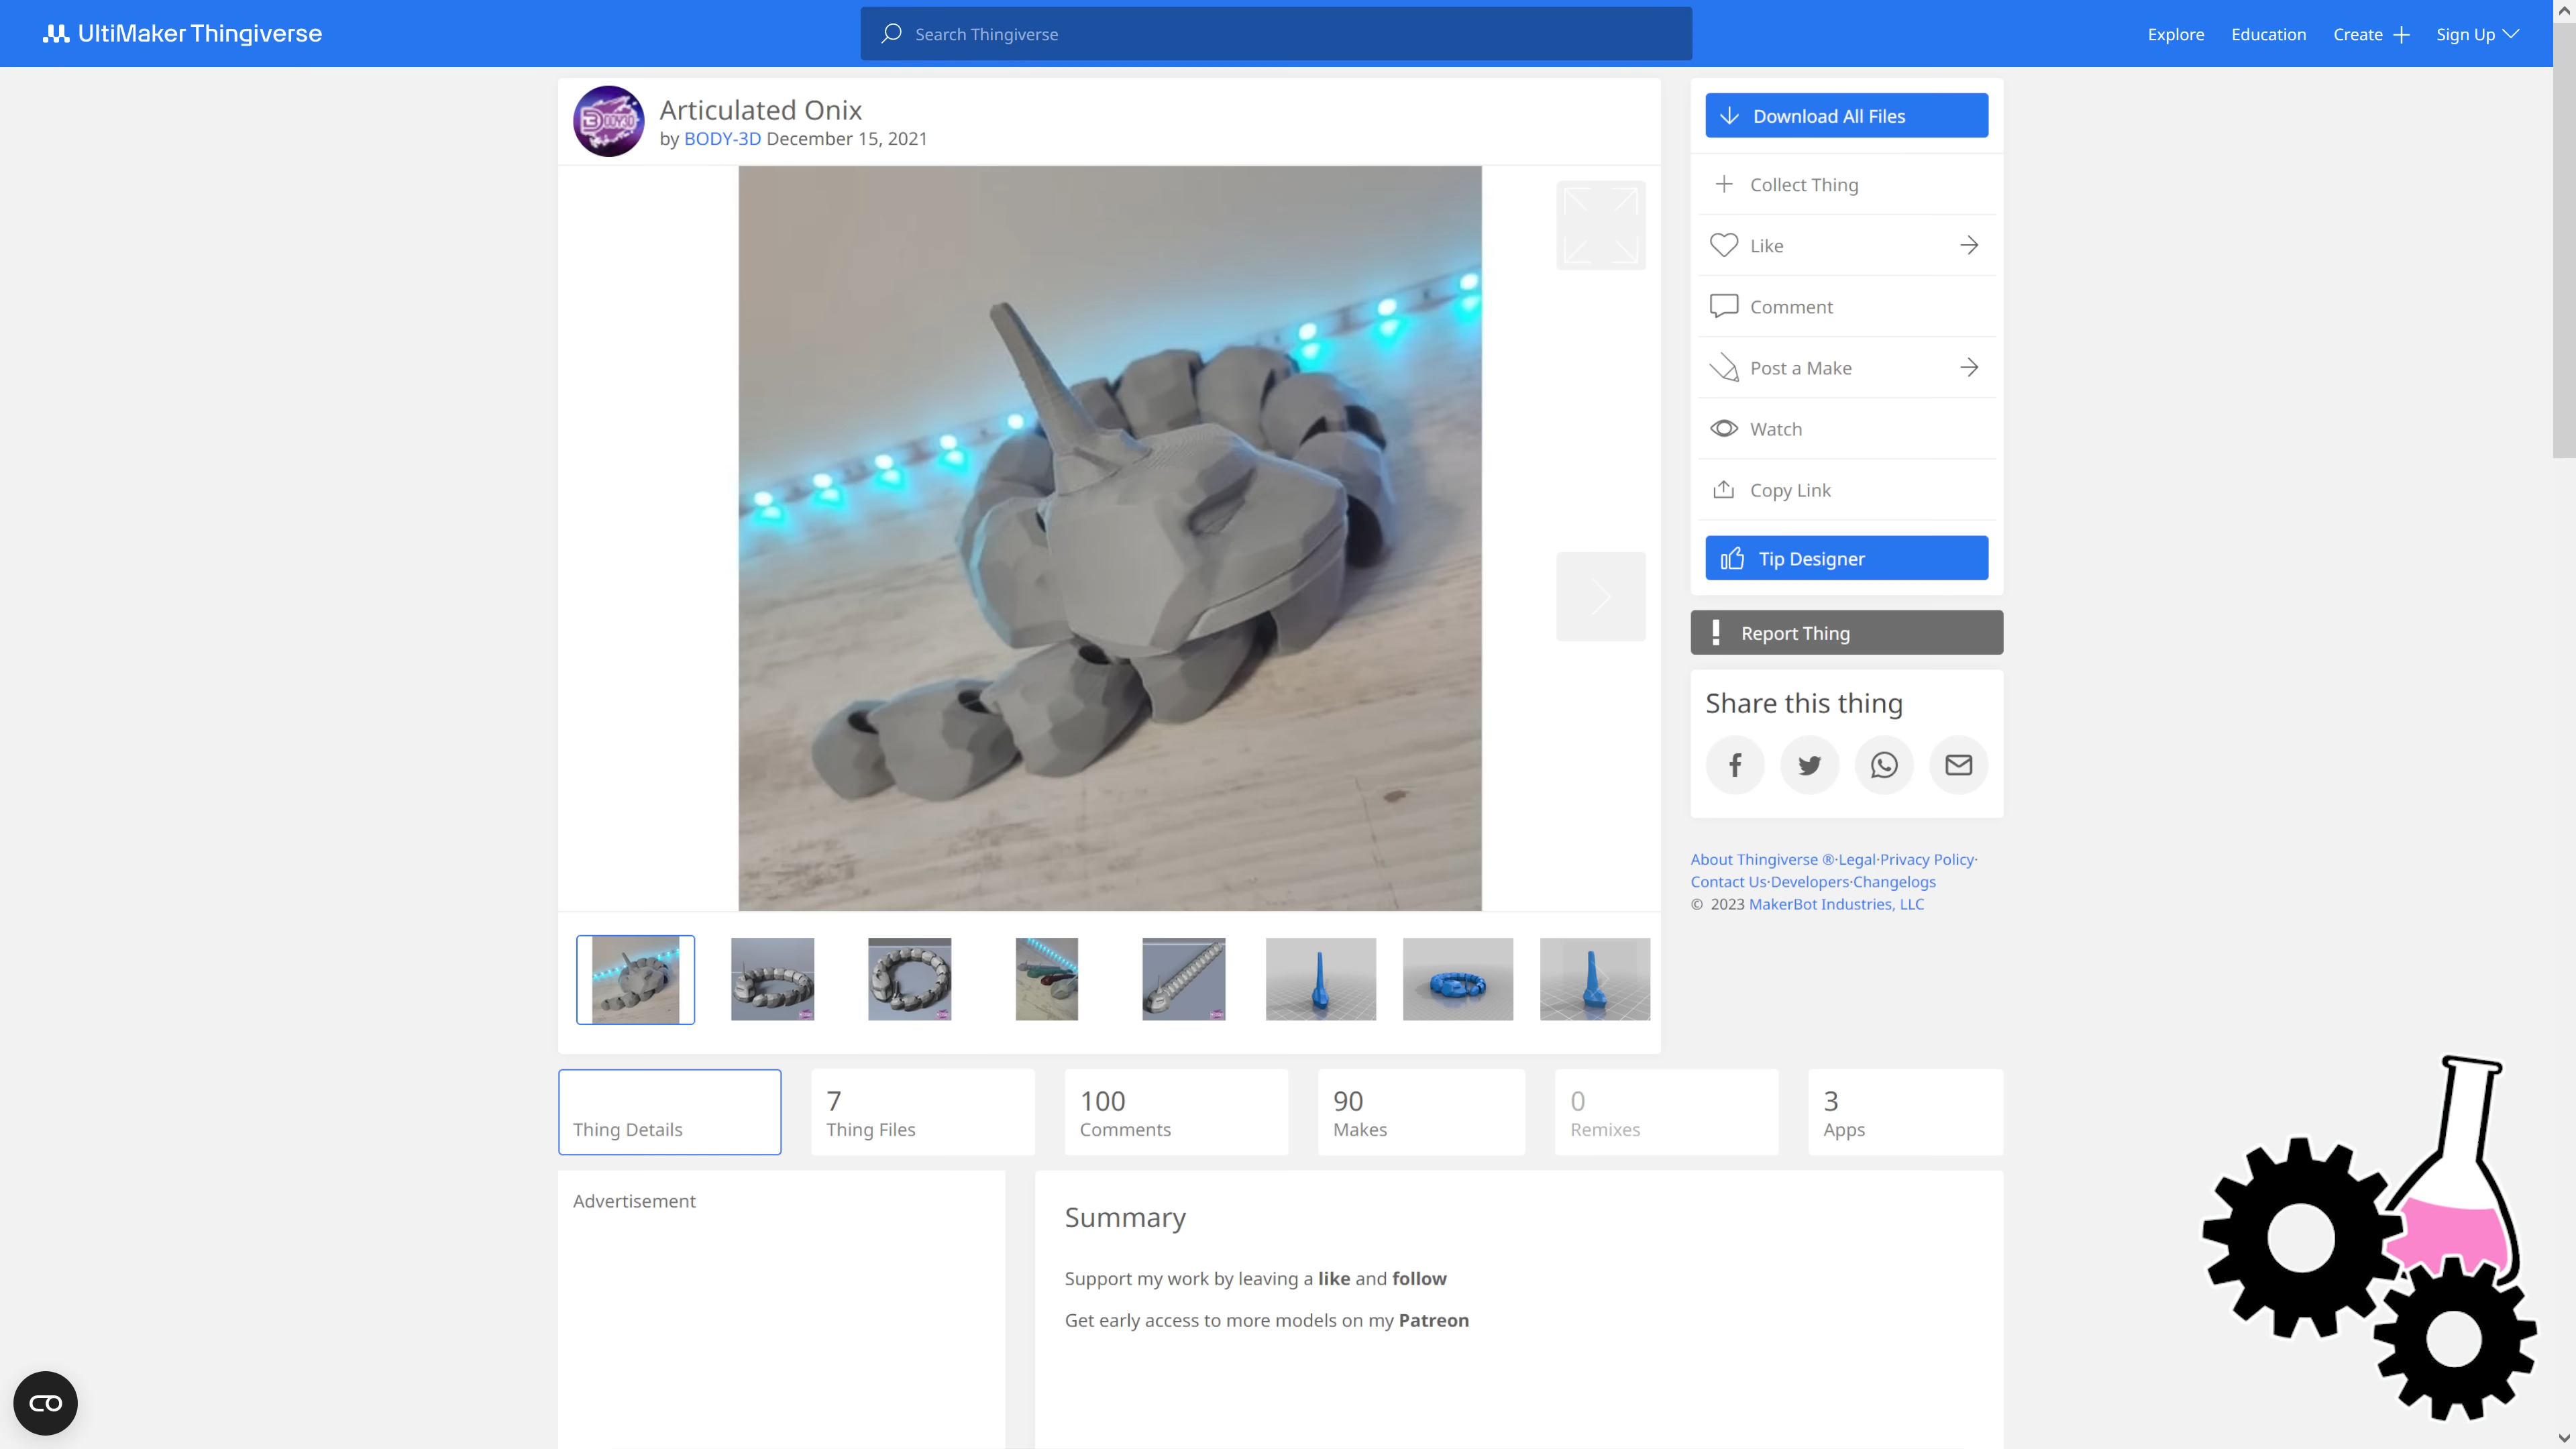 UltiMaker Thingiverse
Search Thingiverse
Explore
Education
Create
Sign Up
Articulated Onix
by BODY-3D December 15, 2021
Download All Files
Collect Thing
Like
Comment
Post a Make
Watch
Copy Link
Tip Designer
Report Thing
Share this thing
About Thingiverse ®·Legal·Privacy Policy·
Contact Us·Developers·Changelogs
© 2023 MakerBot Industries, LLC
Thing Details
7
Thing Files
100
Comments
90
Makes
0
Remixes
3
Apps
Advertisement
Summary
Support my work by leaving a like and follow
Get early access to more models on my Patreon